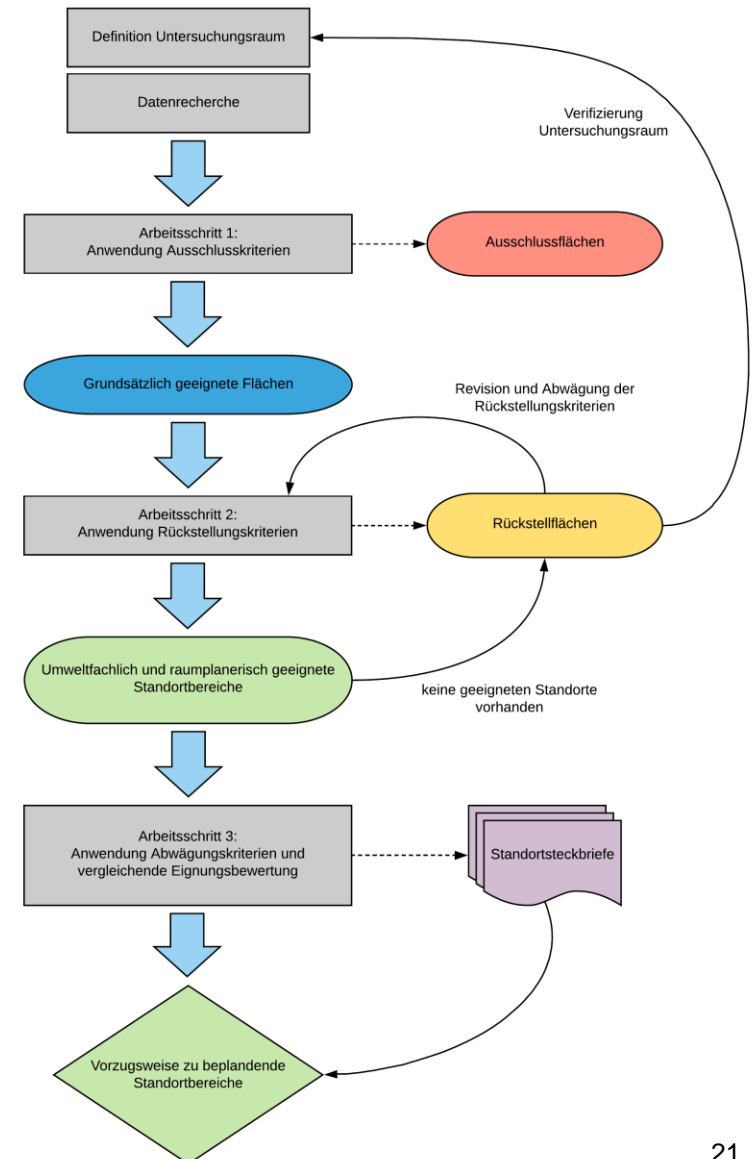 Definition Untersuchungsraum
Datenrecherche
Verifizierung
Untersuchungsraum
Arbeitsschritt 1:
Anwendung Ausschlusskriterien
Ausschlussflächen
Grundsätzlich geeignete Flächen
Revision und Abwägung der
Rückstellungskriterien
Arbeitsschritt 2:
Anwendung Rückstellungskriterien
Rückstellflächen
Umweltfachlich und raumplanerisch geeignete
Standortbereiche
keine geeigneten Standorte
vorhanden
Arbeitsschritt 3:
Anwendung Abwägungskriterien und
vergleichende Eignungsbewertung
Standortsteckbriefe
Vorzugsweise zu beplandende
Standortbereiche
21